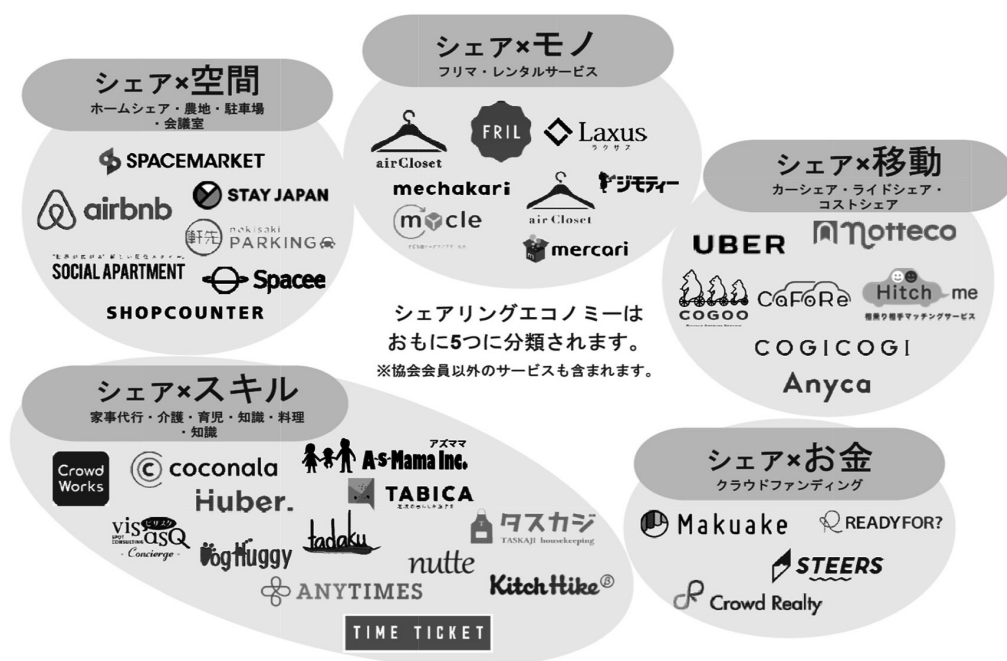 シェア×空間
ホームシェア・農地・駐車場
・会議室
SPACEMARKET
airbnb
STAY JAPAN
軒先
nokisaki
PARKING
SOCIAL APARTMENT
Spacee
SHOPCOUNTER
シェア×モノ
フリマ・レンタルサービス
airCloset
FRIL
Laxus
ラクサス
mechakari
airCloset
ジモティー
mycle
mercari
シェア×移動
カーシェア・ライドシェア・
コストシェア
UBER
notteco
COGOO
CaFoRe
Hitch me
相乗り相手マッチングサービス
COGICOGI
Anyca
シェアリングエコノミーは
おもに5つに分類されます。
※協会会員以外のサービスも含まれます。
シェア×スキル
家事代行・介護・育児・知識・料理
・知識
Crowd
Works
coconala
アズママ
AsMama Inc.
Huber.
TABICA
ビザスク
visasQ
SPOT
CONSULTING
- Concierge -
DogHuggy
tadaku
タスカジ
TASKAJI housekeeping
nutte
ANYTIMES
KitchHike β
TIME TICKET
シェア×お金
クラウドファンディング
Makuake
READYFOR?
STEERS
Crowd Realty